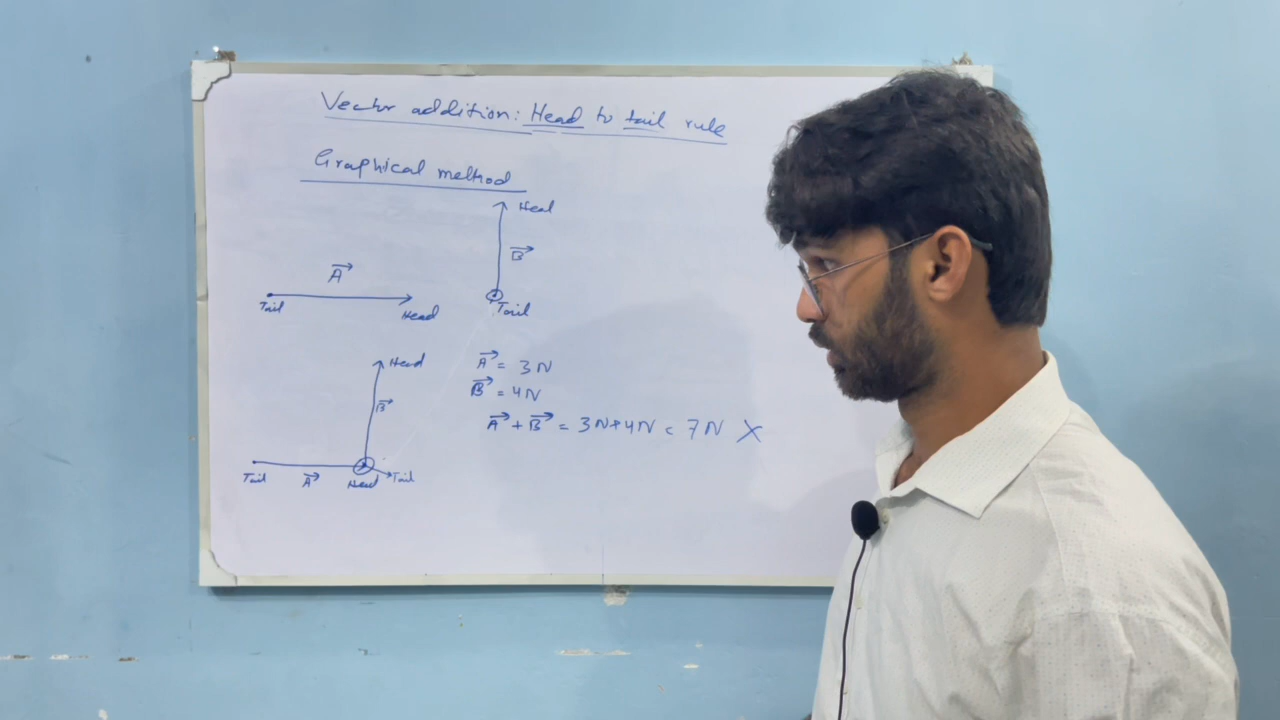 Vector addition: Head to tail rule
Graphical method
Head
B
A
Tail
Head
Tail
Head
B
Tail
A
Head
Tail
A = 3N
B = 4N
A + B = 3N+4N = 7N X